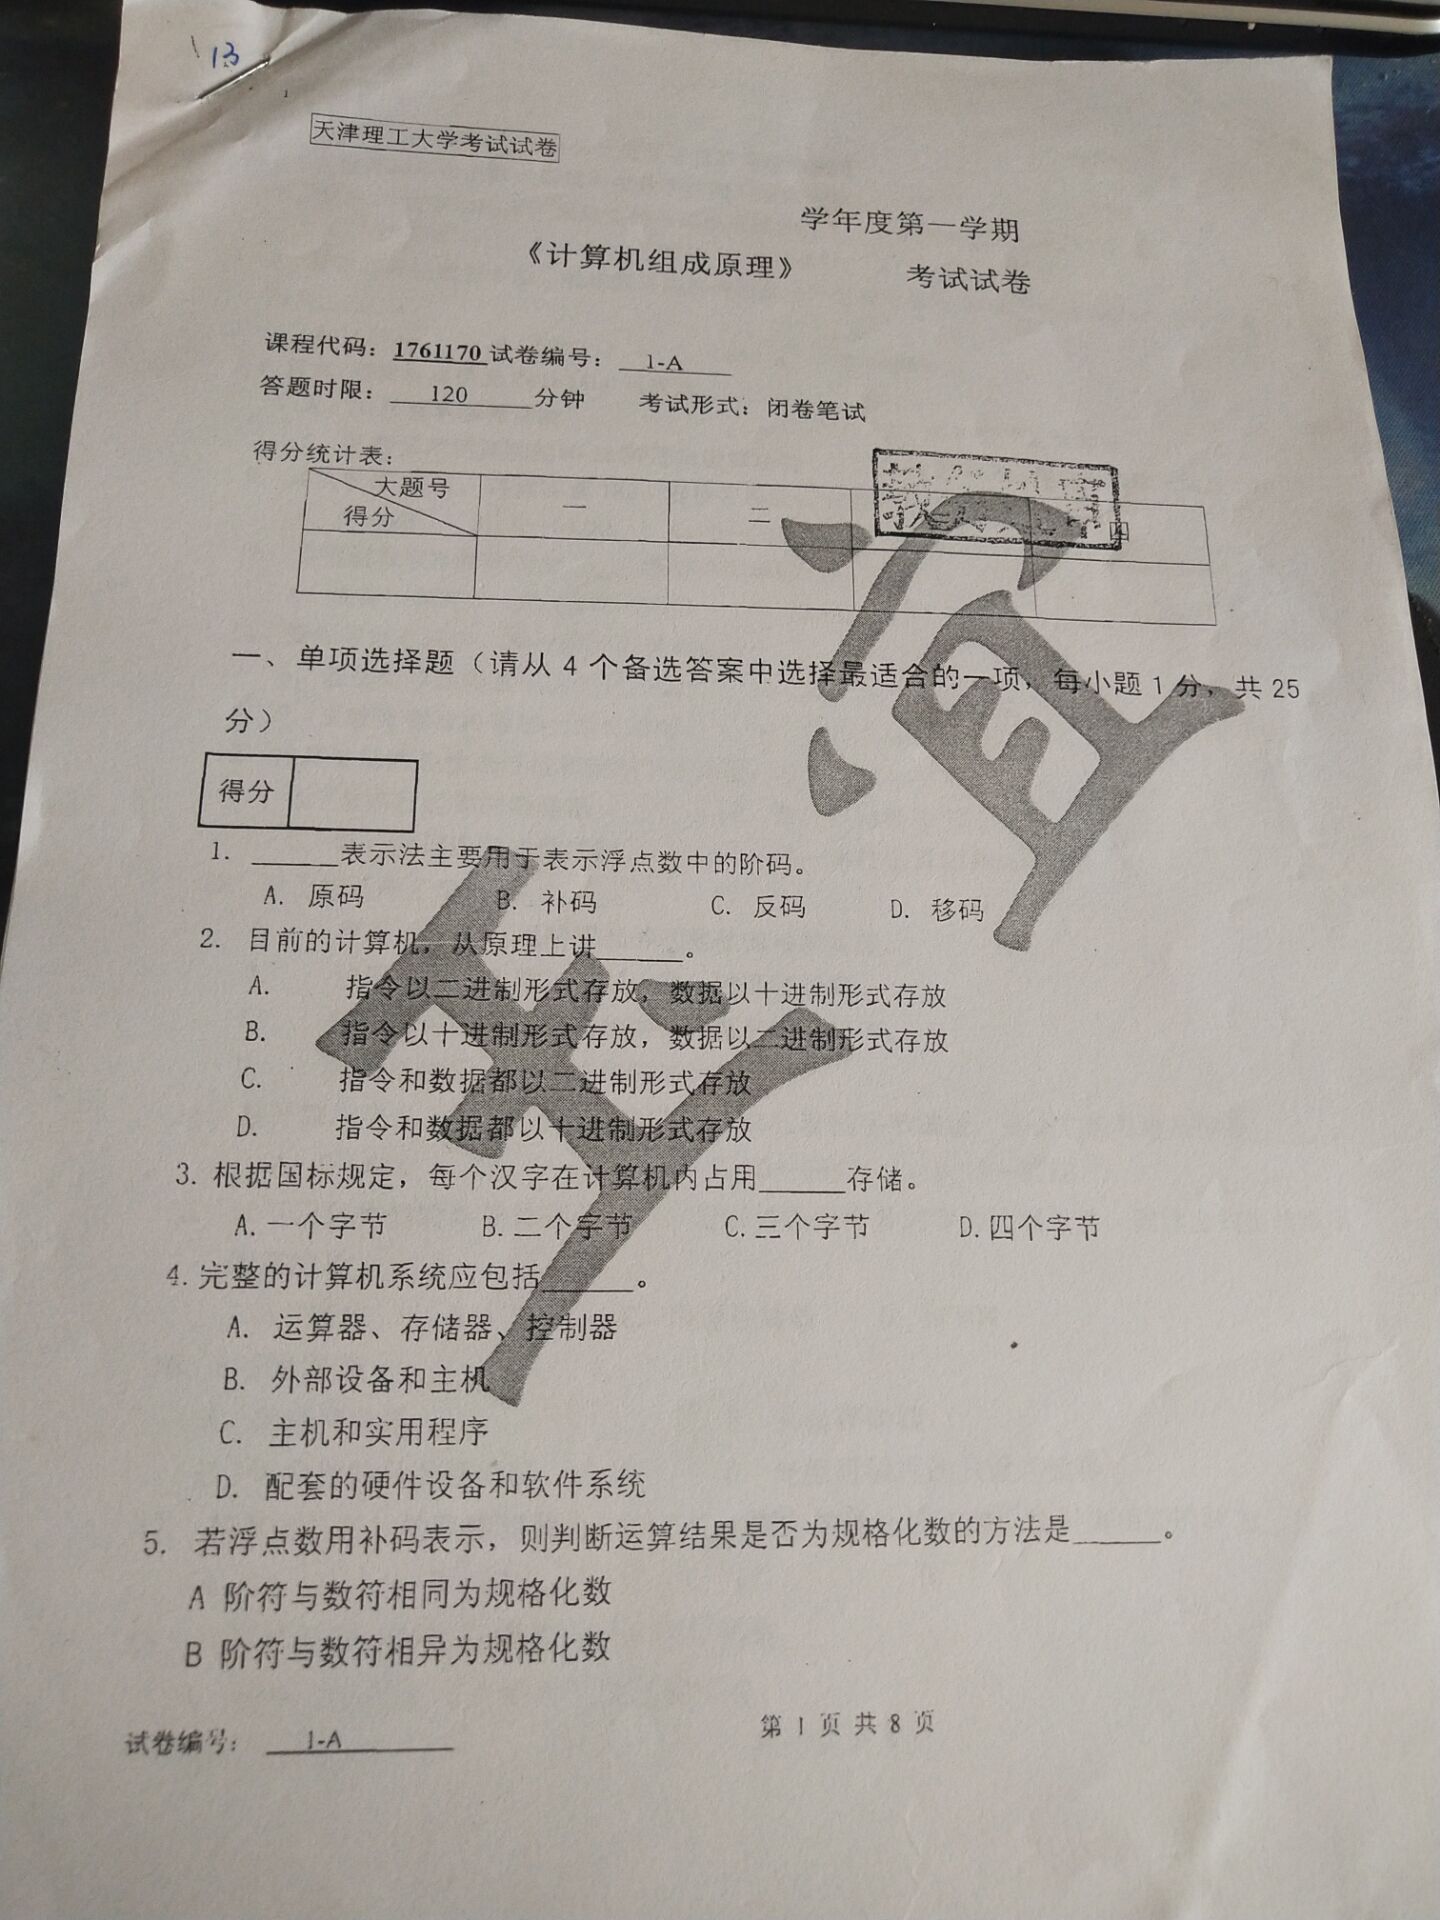 13
天津理工大学考试试卷
学年度第一学期
《计算机组成原理》 考试试卷
课程代码：1761170 试卷编号： 1-A
答题时限： 120 分钟 考试形式：闭卷笔试
得分统计表：
大题号 一 二 四
得分
一、单项选择题（请从 4 个备选答案中选择最适合的一项，每小题 1 分，共 25
分）
得分
1. ______表示法主要用于表示浮点数中的阶码。
A. 原码 B. 补码 C. 反码 D. 移码
2. 目前的计算机，从原理上讲______。
A. 指令以二进制形式存放，数据以十进制形式存放
B. 指令以十进制形式存放，数据以二进制形式存放
C. 指令和数据都以二进制形式存放
D. 指令和数据都以十进制形式存放
3. 根据国标规定，每个汉字在计算机内占用______存储。
A.一个字节 B.二个字节 C.三个字节 D.四个字节
4.完整的计算机系统应包括______。
A. 运算器、存储器、控制器
B. 外部设备和主机
C. 主机和实用程序
D. 配套的硬件设备和软件系统
5. 若浮点数用补码表示，则判断运算结果是否为规格化数的方法是______。
A 阶符与数符相同为规格化数
B 阶符与数符相异为规格化数
试卷编号： 1-A 第 1 页 共 8 页